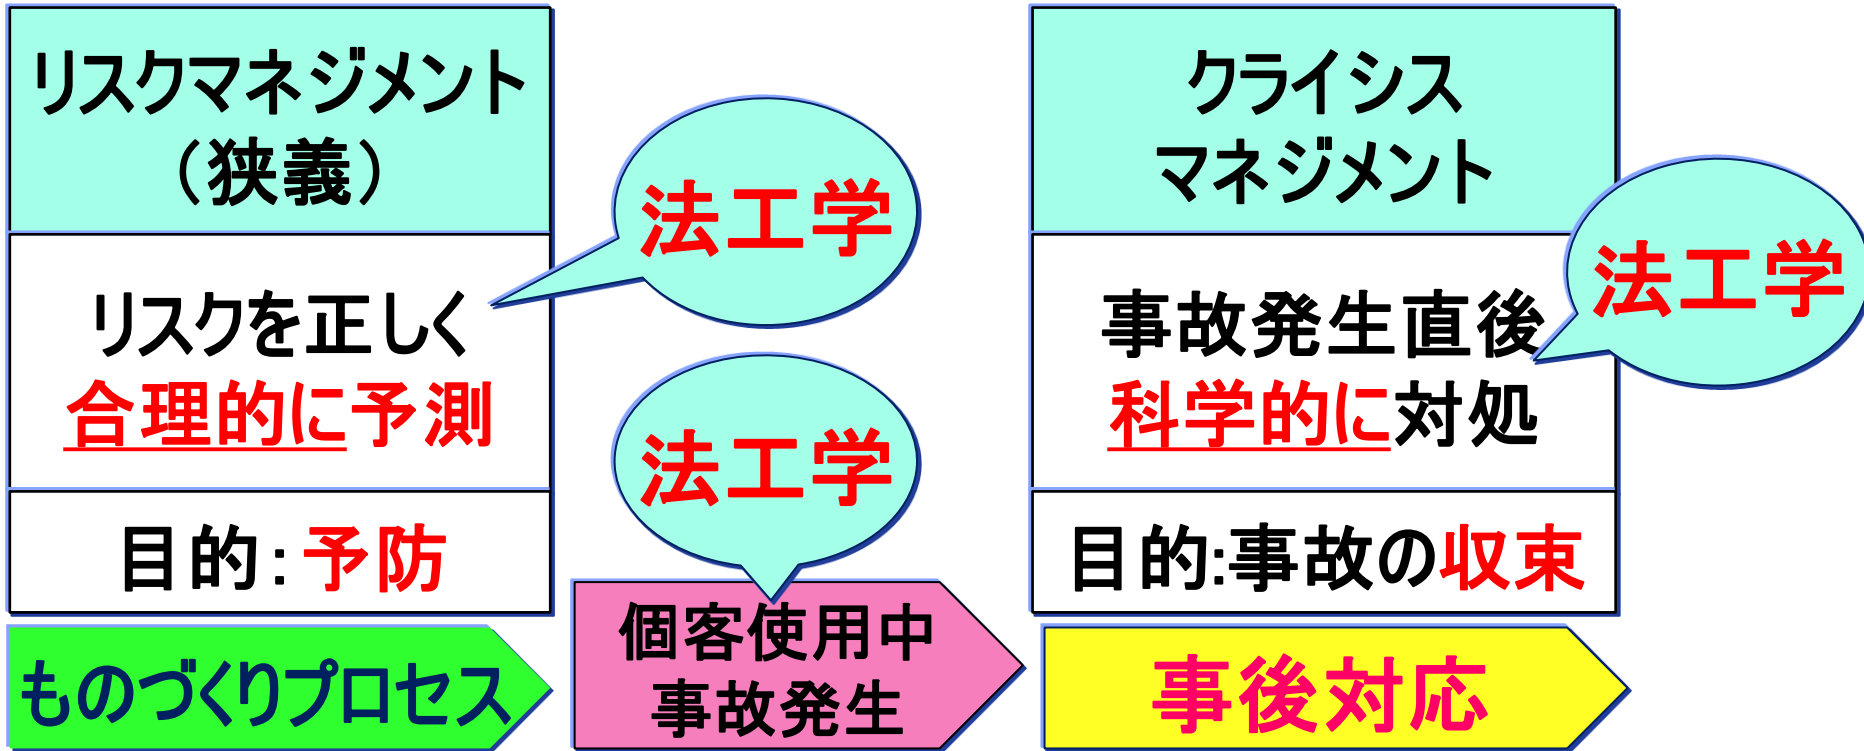 リスクマネジメント
（狭義）
リスクを正しく
合理的に予測
目的：予防
ものづくりプロセス
法工学
法工学
個客使用中
事故発生
クライシス
マネジメント
法工学
事故発生直後
科学的に対処
目的:事故の収束
事後対応